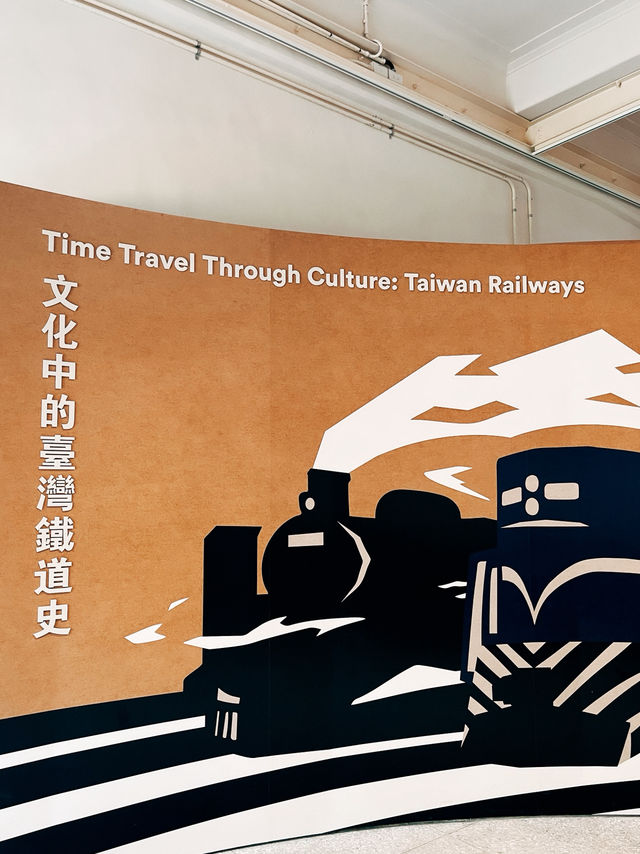 Time Travel Through Culture: Taiwan Railways
文化中的臺灣鐵道史